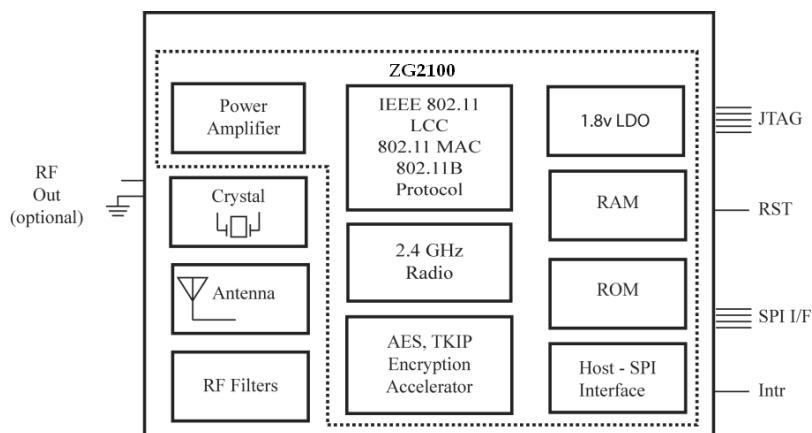 ZG2100
Power
Amplifier
IEEE 802.11
LCC
802.11 MAC
802.11B
Protocol
1.8v LDO
JTAG
RF
Out
(optional)
Crystal
RAM
RST
2.4 GHz
Radio
Antenna
ROM
SPI I/F
AES, TKIP
Encryption
Accelerator
RF Filters
Host - SPI
Interface
Intr